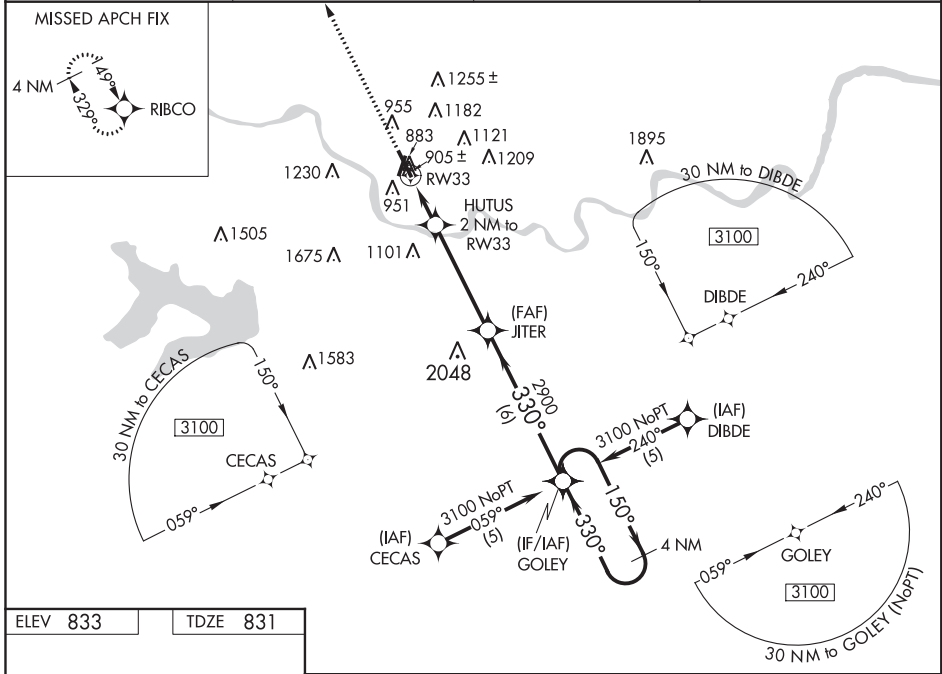 MISSED APCH FIX
4 NM
149°
329°
RIBCO
1255 ±
1182
955
883
1121
905 ±
1209
RW33
1230
951
1895
HUTUS
2 NM to
RW33
1505
1675
1101
30 NM to DIBDE
3100
150°
240°
DIBDE
(FAF)
JITER
1583
2048
30 NM to CECAS
150°
3100
CECAS
059°
2900
330°
(6)
(IAF)
DIBDE
3100 NoPT
240°
(5)
3100 NoPT
059°
(5)
(IAF)
CECAS
(IF/IAF)
GOLEY
150°
330°
4 NM
240°
059°
GOLEY
3100
30 NM to GOLEY (NoPT)
ELEV 833
TDZE 831